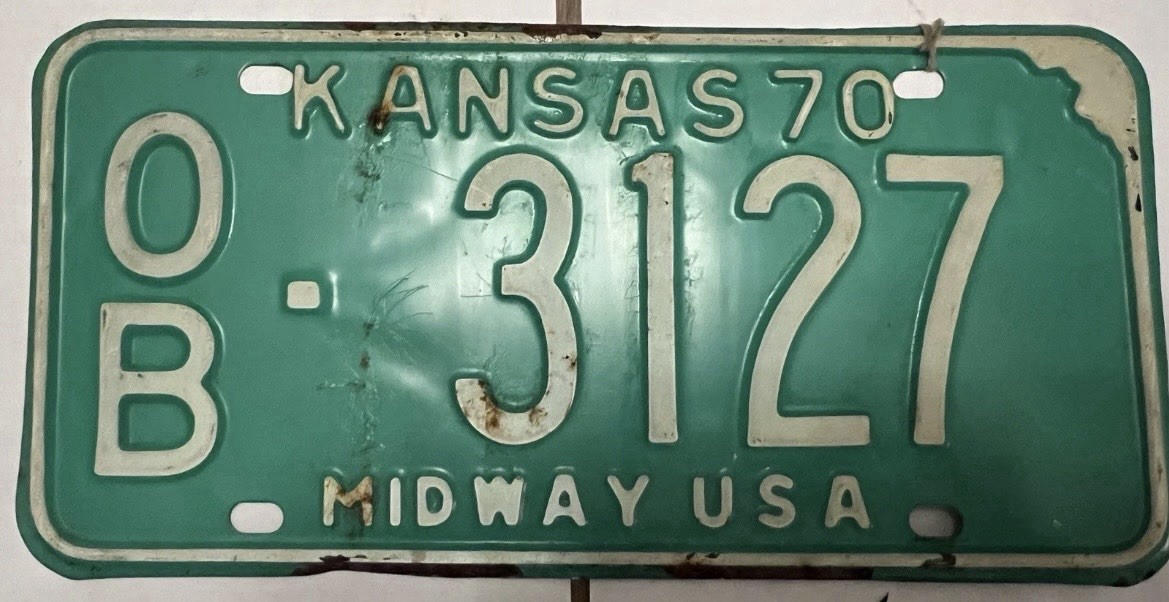 KANSAS 70
OB·3127
MIDWAY USA